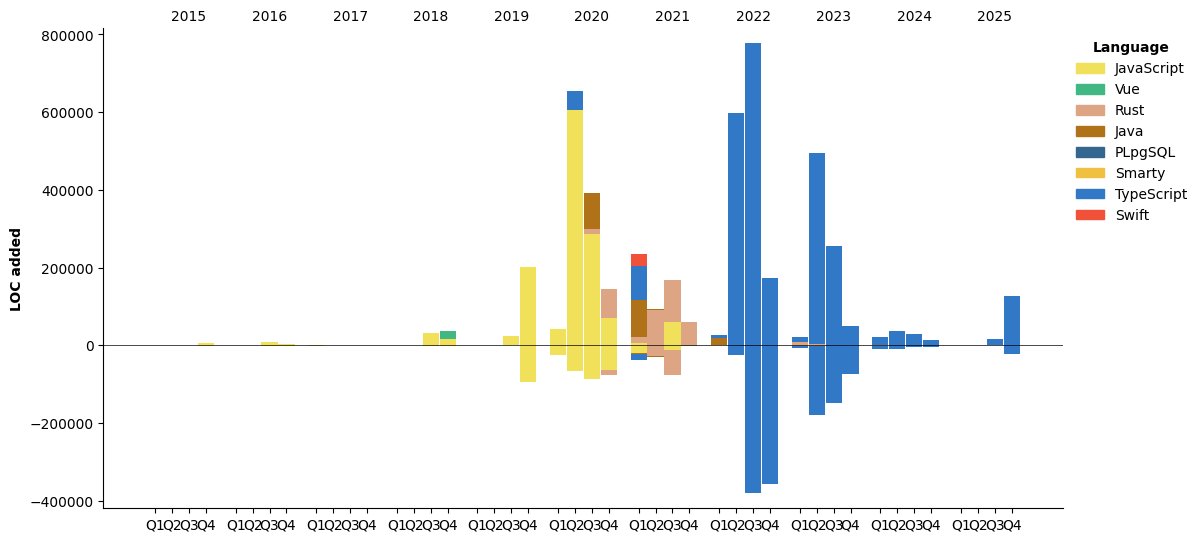 2015 2016 2017 2018 2019 2020 2021 2022 2023 2024 2025
LOC added
800000
600000
400000
200000
0
−200000
−400000
Q1Q2Q3Q4 Q1Q2Q3Q4 Q1Q2Q3Q4 Q1Q2Q3Q4 Q1Q2Q3Q4 Q1Q2Q3Q4 Q1Q2Q3Q4 Q1Q2Q3Q4 Q1Q2Q3Q4 Q1Q2Q3Q4 Q1Q2Q3Q4
Language
JavaScript
Vue
Rust
Java
PLpgSQL
Smarty
TypeScript
Swift